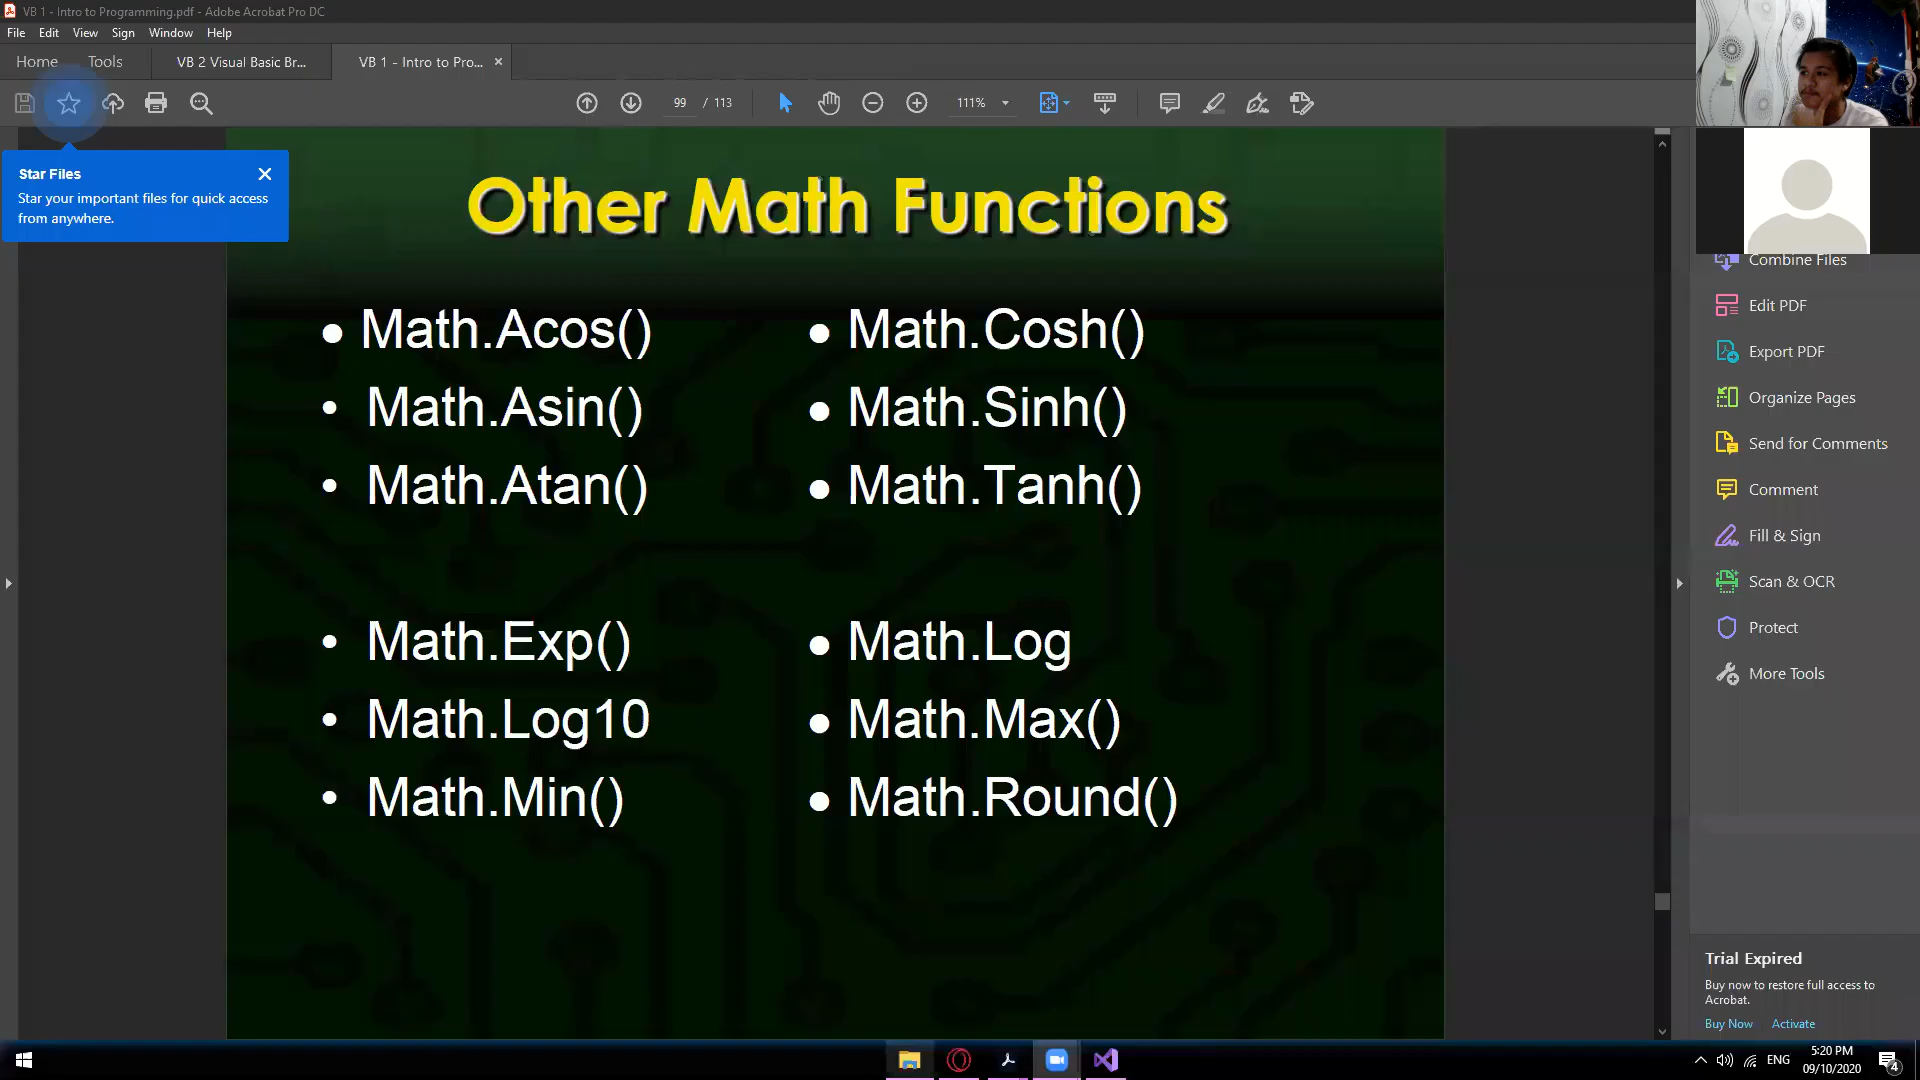 VB 1 - Intro to Programming.pdf - Adobe Acrobat Pro DC
File Edit View Sign Window Help
Home Tools VB 2 Visual Basic Br... VB 1 - Intro to Pro... ×
99 / 113 111%
Star Files
Star your important files for quick access
from anywhere.
Other Math Functions
• Math.Acos()
• Math.Asin()
• Math.Atan()
• Math.Cosh()
• Math.Sinh()
• Math.Tanh()
• Math.Exp()
• Math.Log10
• Math.Min()
• Math.Log
• Math.Max()
• Math.Round()
Combine Files
Edit PDF
Export PDF
Organize Pages
Send for Comments
Comment
Fill & Sign
Scan & OCR
Protect
More Tools
Trial Expired
Buy now to restore full access to
Acrobat.
Buy Now Activate
ENG
5:20 PM
09/10/2020
4